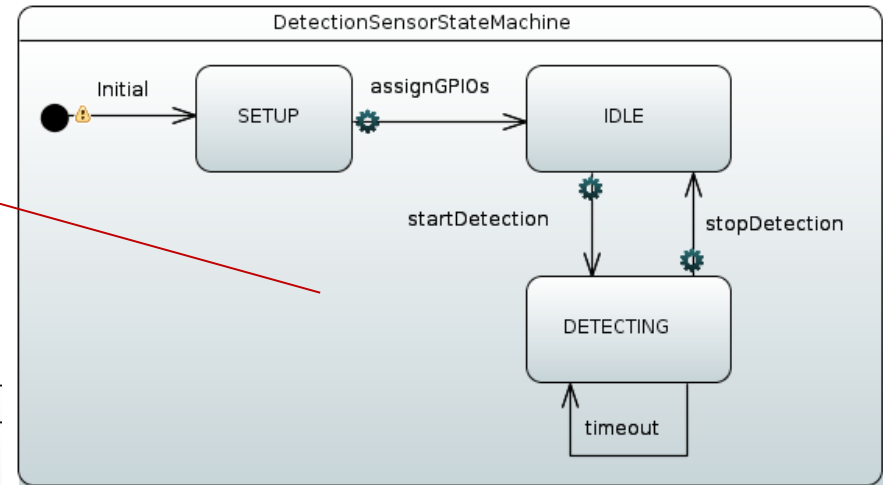 DetectionSensorStateMachine
Initial
assignGPIOs
SETUP
IDLE
startDetection
stopDetection
DETECTING
timeout